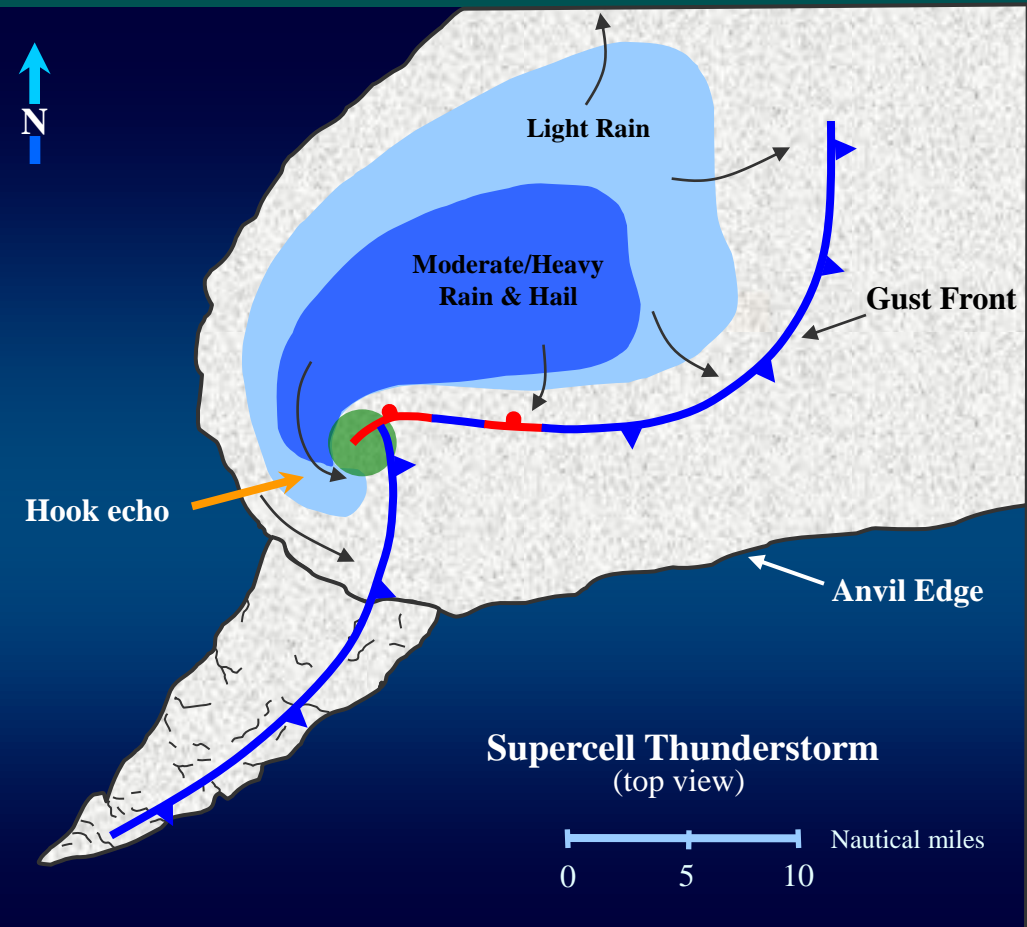 N
Light Rain
Moderate/Heavy
Rain & Hail
Gust Front
Hook echo
Anvil Edge
Supercell Thunderstorm
(top view)
Nautical miles
0 5 10